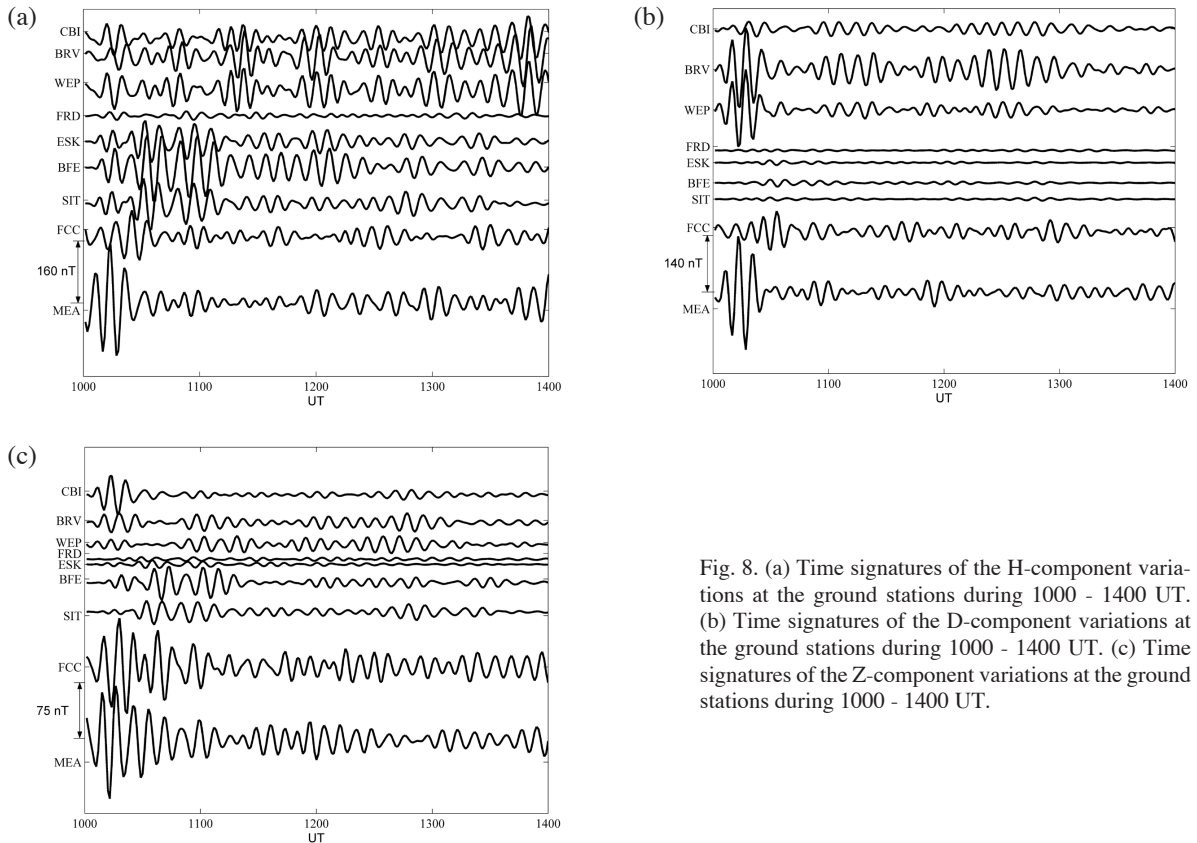 (a)
CBI
BRV
WEP
FRD
ESK
BFE
SIT
FCC
160 nT
MEA
1000
1100
1200
1300
1400
UT
(b)
CBI
BRV
WEP
FRD
ESK
BFE
SIT
FCC
140 nT
MEA
1000
1100
1200
1300
1400
UT
(c)
CBI
BRV
WEP
FRD
ESK
BFE
SIT
FCC
75 nT
MEA
1000
1100
1200
1300
1400
UT
Fig. 8. (a) Time signatures of the H-component varia-
tions at the ground stations during 1000 - 1400 UT.
(b) Time signatures of the D-component variations at
the ground stations during 1000 - 1400 UT. (c) Time
signatures of the Z-component variations at the ground
stations during 1000 - 1400 UT.